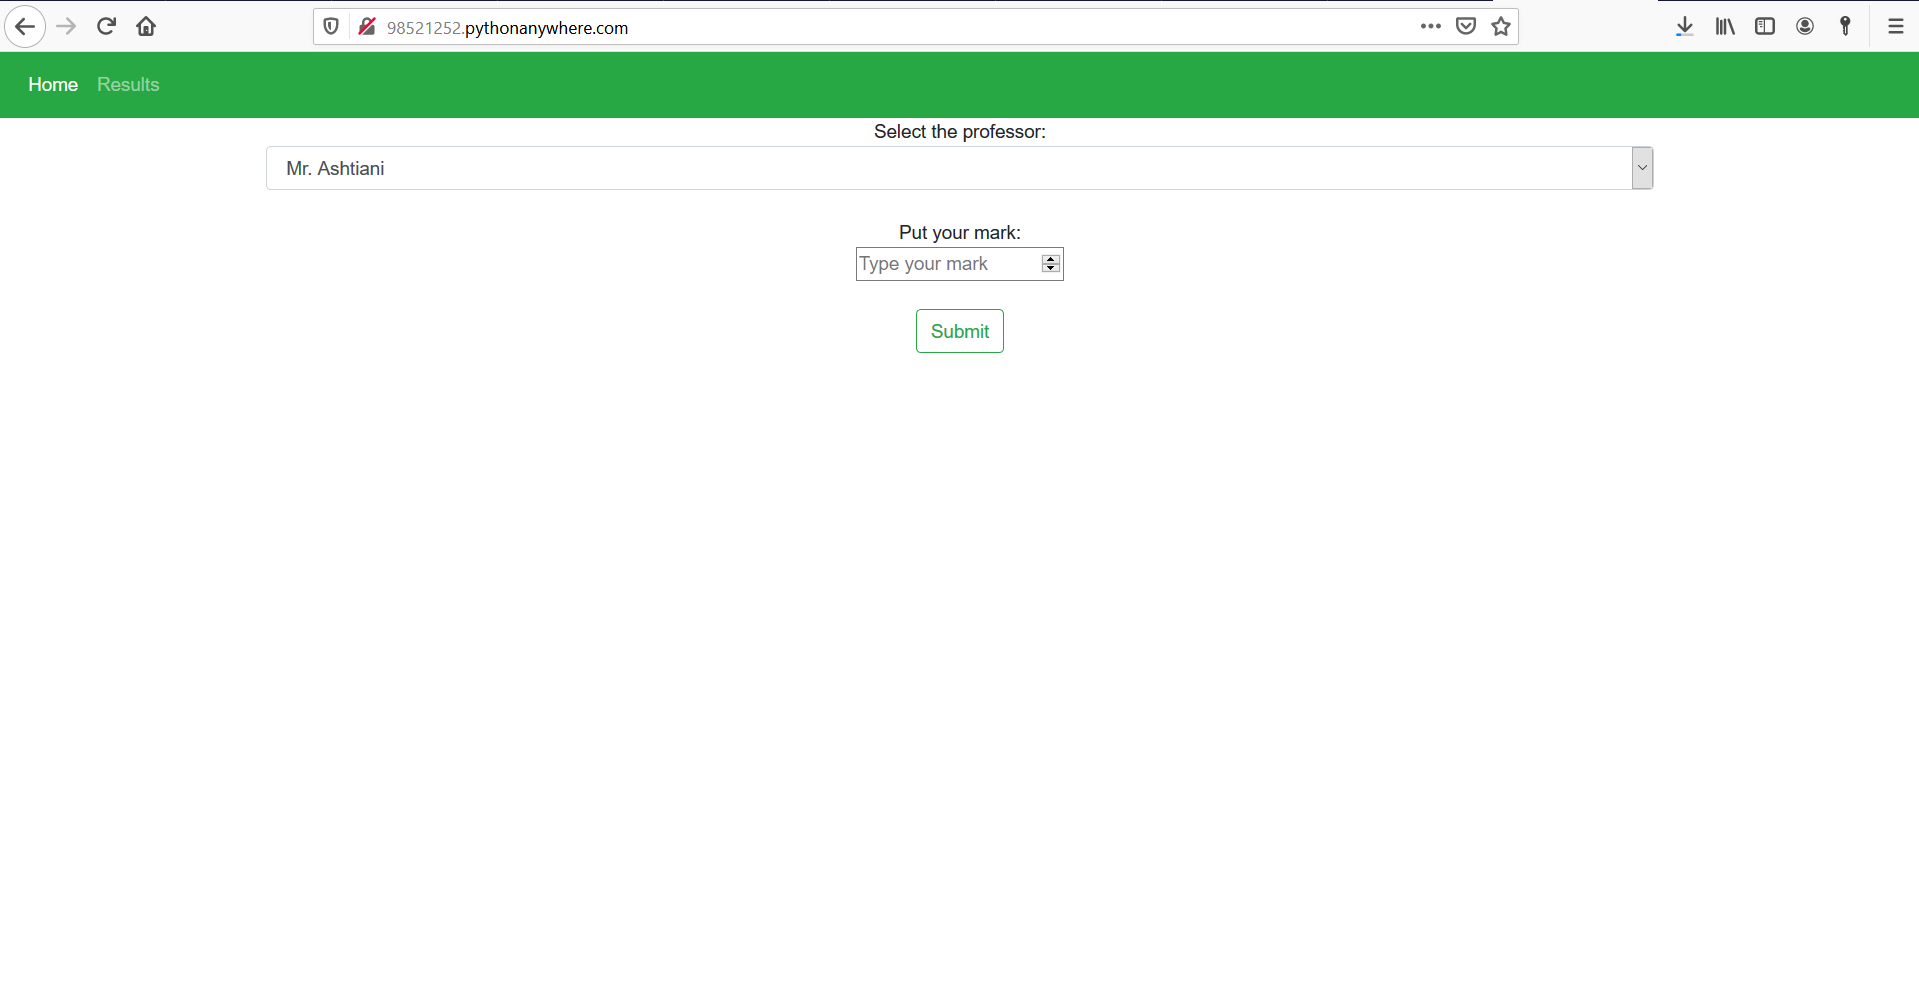 98521252.pythonanywhere.com
Home Results
Select the professor:
Mr. Ashtiani
Put your mark:
Type your mark
Submit